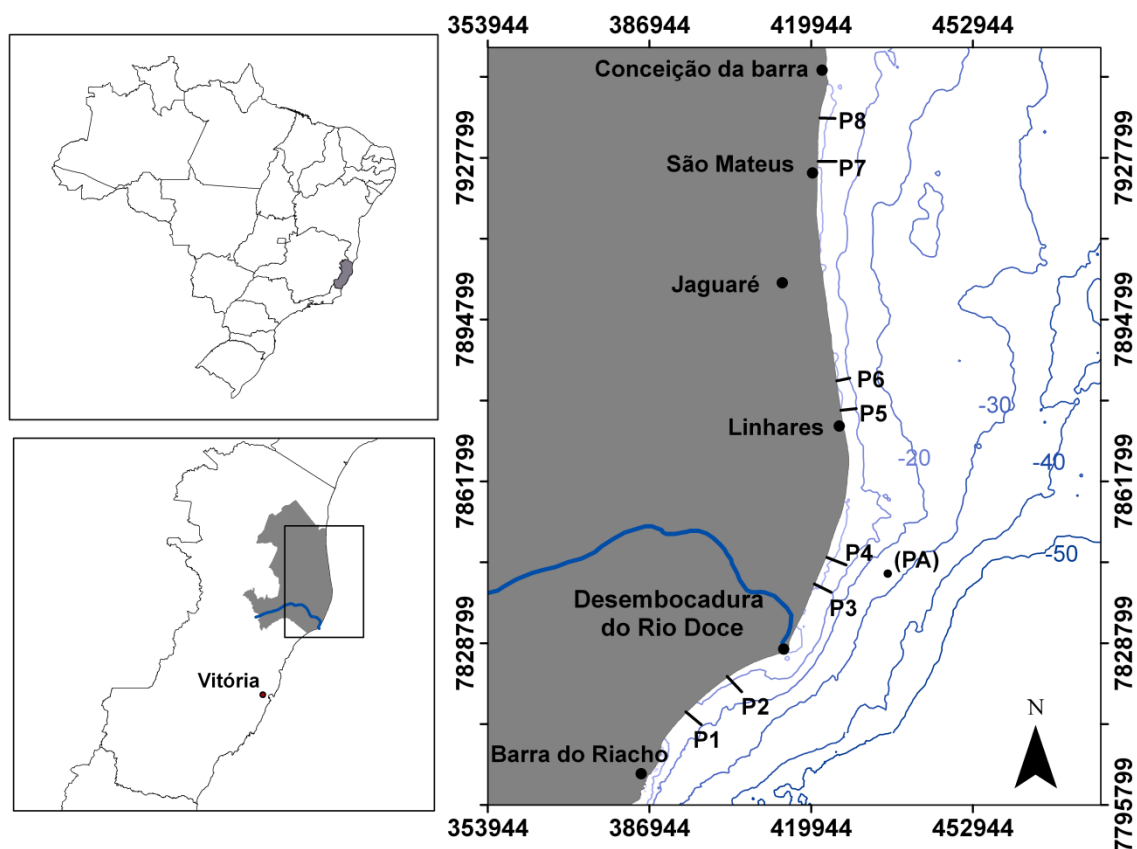 353944 386944 419944 452944
Conceição da barra
P8
São Mateus
P7
Jaguaré
P6
P5
Linhares
-20
-30
-40
-50
P4
(PA)
P3
Desembocadura
do Rio Doce
P2
P1
Barra do Riacho
N
7927799
7894799
7861799
7828799
7795799
7927799
7894799
7861799
7828799
7795799
353944 386944 419944 452944
Vitória